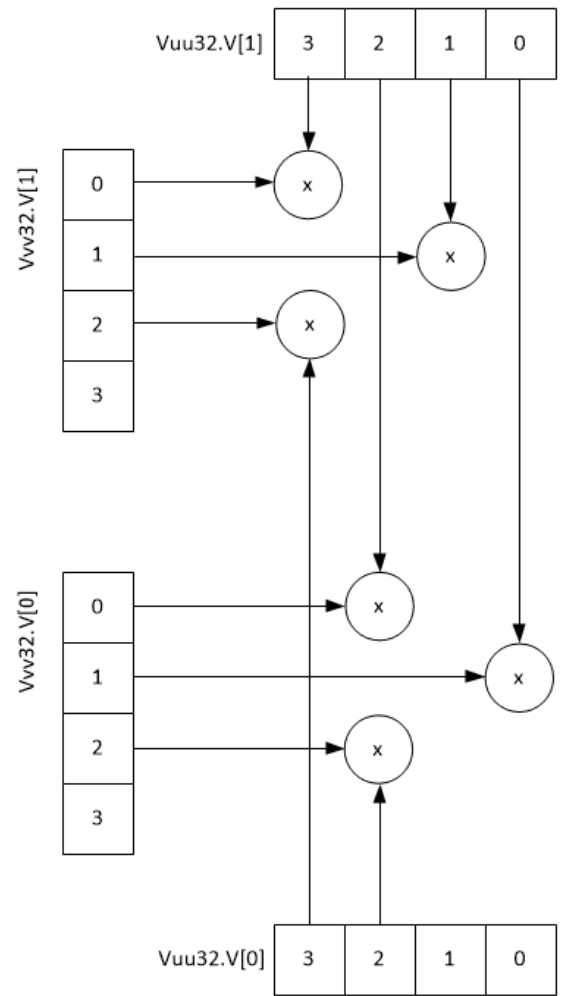 Vuu32.V[1] 3 2 1 0
Vvv32.V[1]
0 x
1 x
2 x
3
Vvv32.V[0]
0 x
1 x
2 x
3
Vuu32.V[0] 3 2 1 0